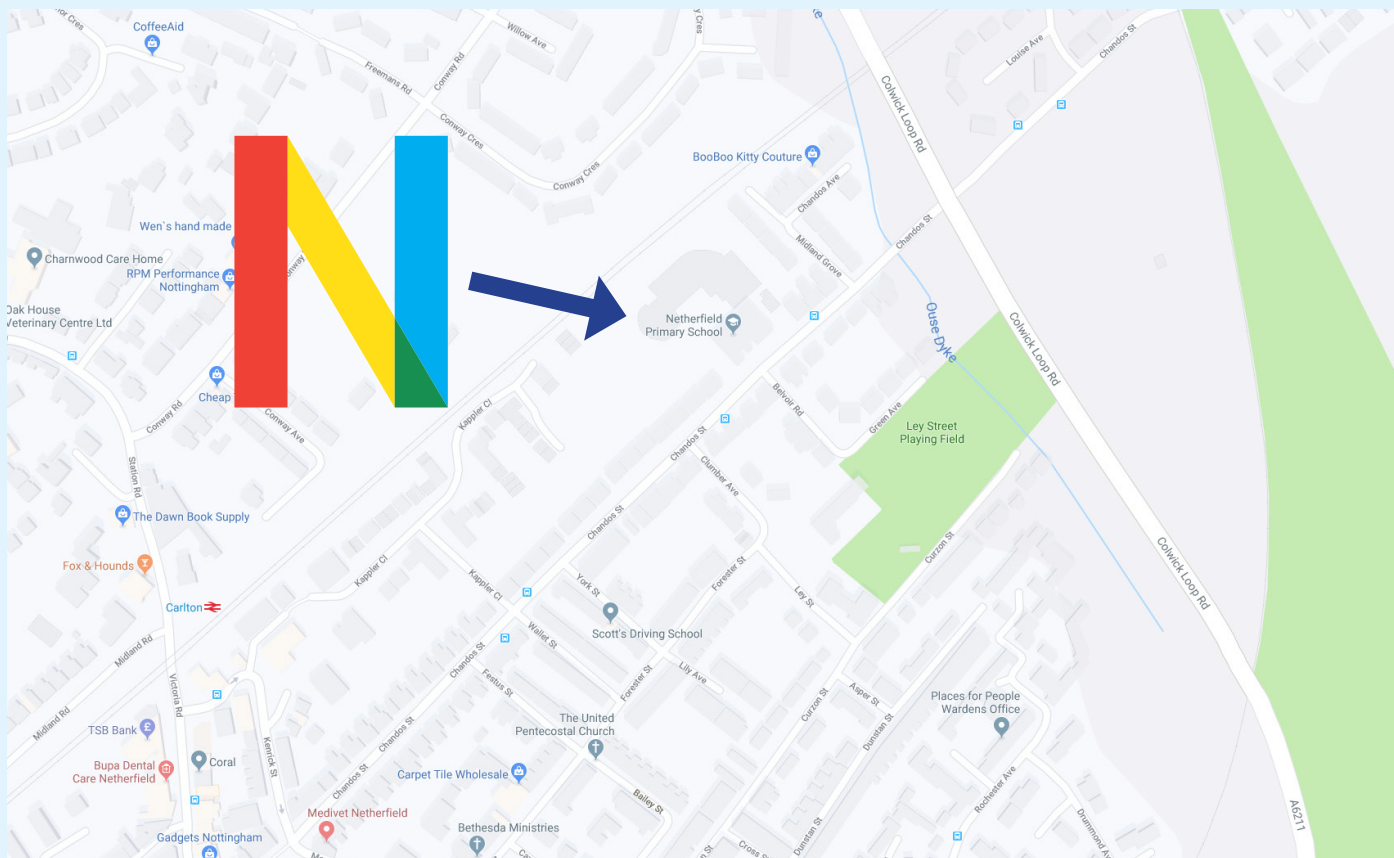 CoffeeAid
Willow Ave
Conway Rd
Freemans Rd
Conway Cres
Conway Cres
Louise Ave
Chandos St
Colwick Loop Rd
BooBoo Kitty Couture
Chandos Ave
Midland Grove
Chandos St
Wen`s hand made
Charnwood Care Home
RPM Performance
Nottingham
Oak House
Veterinary Centre Ltd
N
Netherfield
Primary School
Ouse Dyke
Colwick Loop Rd
Cheap
Conway Rd
Conway Ave
Kappler Cl
Belvoir Rd
Green Ave
Ley Street
Playing Field
Chandos St
Clumber Ave
Station Rd
The Dawn Book Supply
Chandos St
Fox & Hounds
Kappler Cl
Kappler Cl
York St
Forester St
Ley St
Curzon St
Colwick Loop Rd
Carlton
Scott's Driving School
Wallet St
Midland Rd
Chandos St
Festus St
Forester St
Lily Ave
Victoria Rd
Asper St
Curzon St
Dunstan St
Places for People
Wardens Office
Midland Rd
TSB Bank
The United
Pentecostal Church
Chandos St
Kenrick St
Coral
Bupa Dental
Care Netherfield
Chandos St
Carpet Tile Wholesale
Bailey St
Rochester Ave
Drummond Av
A6211
Medivet Netherfield
Bethesda Ministries
Dunstan St
Gadgets Nottingham
Cross S